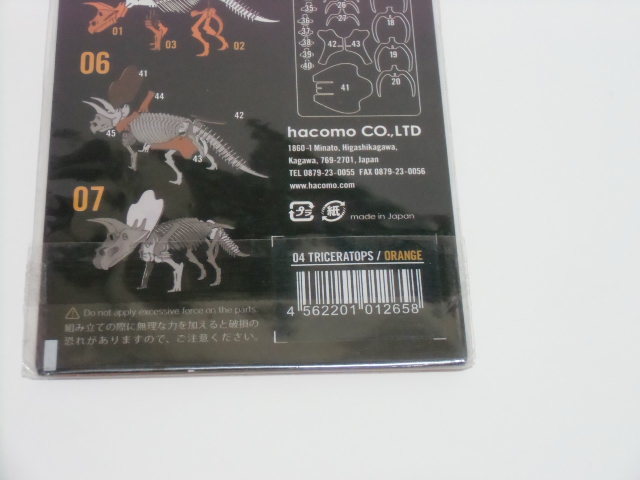 01
03
02
06
41
44
42
45
43
07
35
36
37
38
39
40
26
27
42
43
41
18
19
20
hacomo CO.,LTD
1860-1 Minato, Higashikagawa,
Kagawa, 769-2701, Japan
TEL 0879-23-0055 FAX 0879-23-0056
www.hacomo.com
プラ
紙
made in Japan
04 TRICERATOPS / ORANGE
4 562201 012658
Do not apply excessive force on the parts.
組み立ての際に無理な力を加えると破損の
恐れがありますので、ご注意ください。